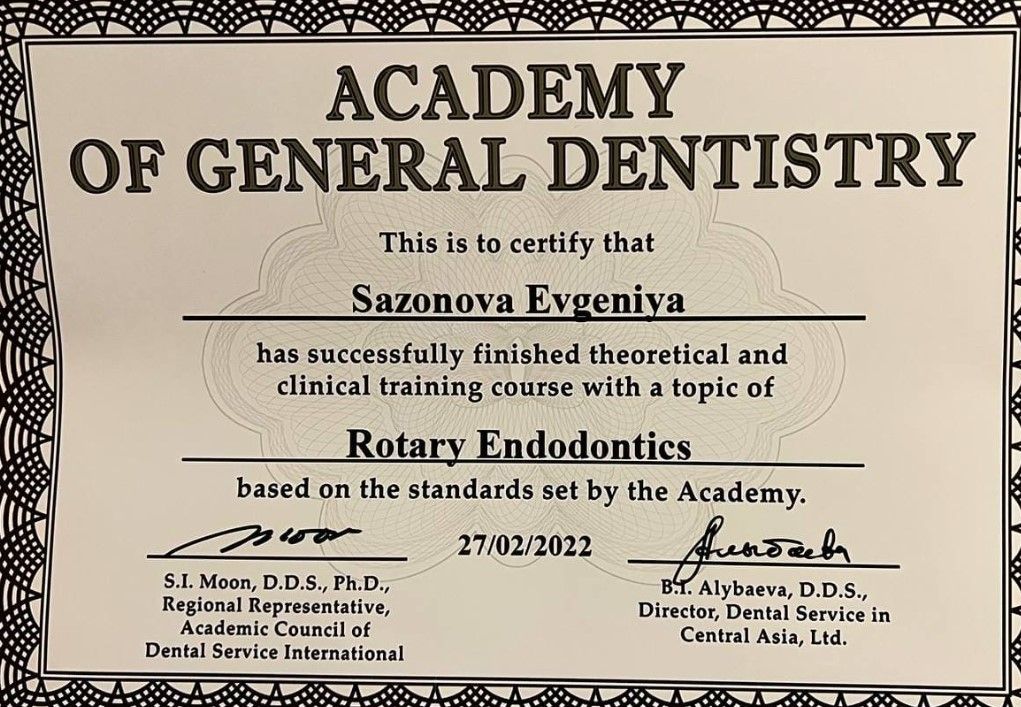 ACADEMY
OF GENERAL DENTISTRY
This is to certify that
Sazonova Evgeniya
has successfully finished theoretical and
clinical training course with a topic of
Rotary Endodontics
based on the standards set by the Academy.
Moon
27/02/2022
S.I. Moon, D.D.S., Ph.D.,
Regional Representative,
Academic Council of
Dental Service International
B.I. Alybaeva, D.D.S.,
Director, Dental Service in
Central Asia, Ltd.